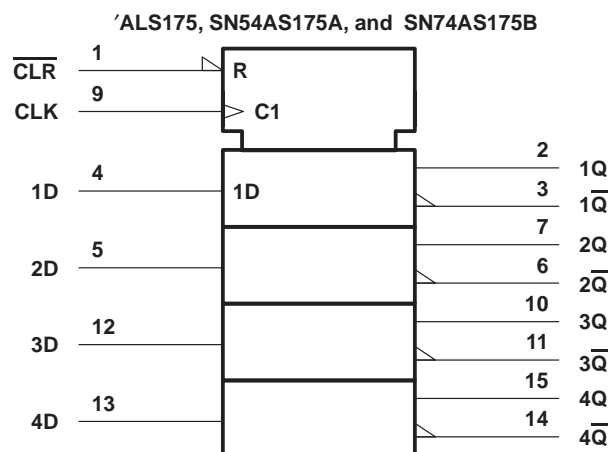 ′ALS175, SN54AS175A, and SN74AS175B
1
C̅L̅R̅
R
9
CLK
C1
2
1Q
4
1D
1D
3
1Q̅
7
2Q
5
2D
6
2Q̅
10
3Q
12
3D
11
3Q̅
15
4Q
13
4D
14
4Q̅